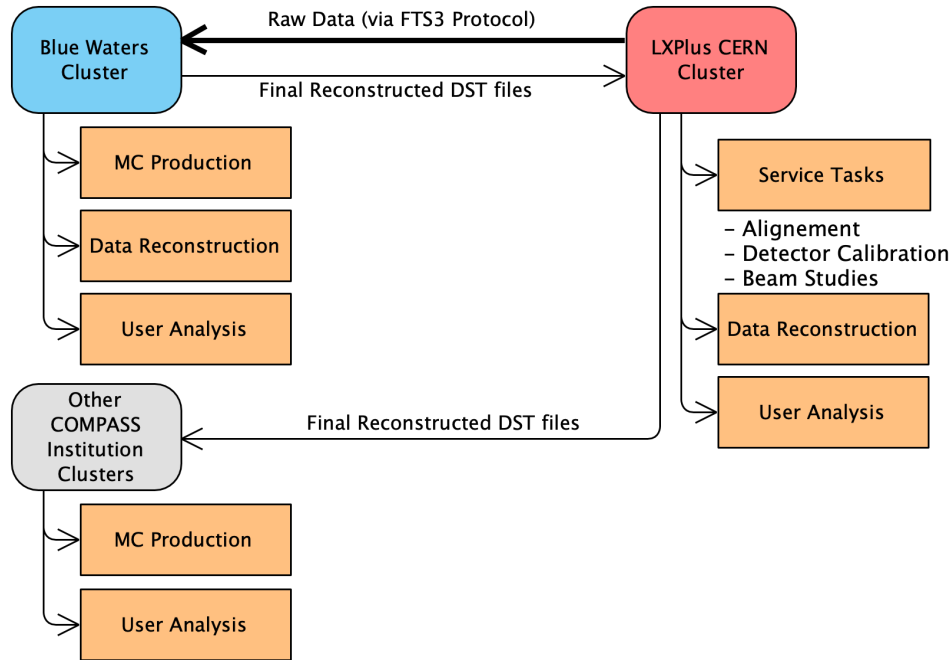 Raw Data (via FTS3 Protocol)
Blue Waters
Cluster
LXPlus CERN
Cluster
Final Reconstructed DST files
MC Production
Data Reconstruction
User Analysis
Service Tasks
– Alignement
– Detector Calibration
– Beam Studies
Data Reconstruction
User Analysis
Other
COMPASS
Institution
Clusters
Final Reconstructed DST files
MC Production
User Analysis